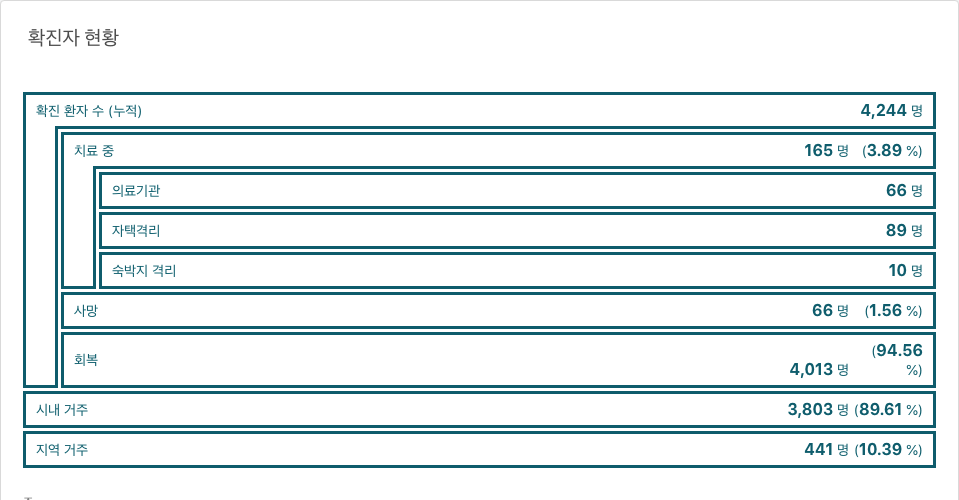 확진자 현황
확진 환자 수 (누적) 4,244 명
치료 중 165 명 (3.89 %)
의료기관 66 명
자택격리 89 명
숙박지 격리 10 명
사망 66 명 (1.56 %)
회복 4,013 명 (94.56 %)
시내 거주 3,803 명 (89.61 %)
지역 거주 441 명 (10.39 %)